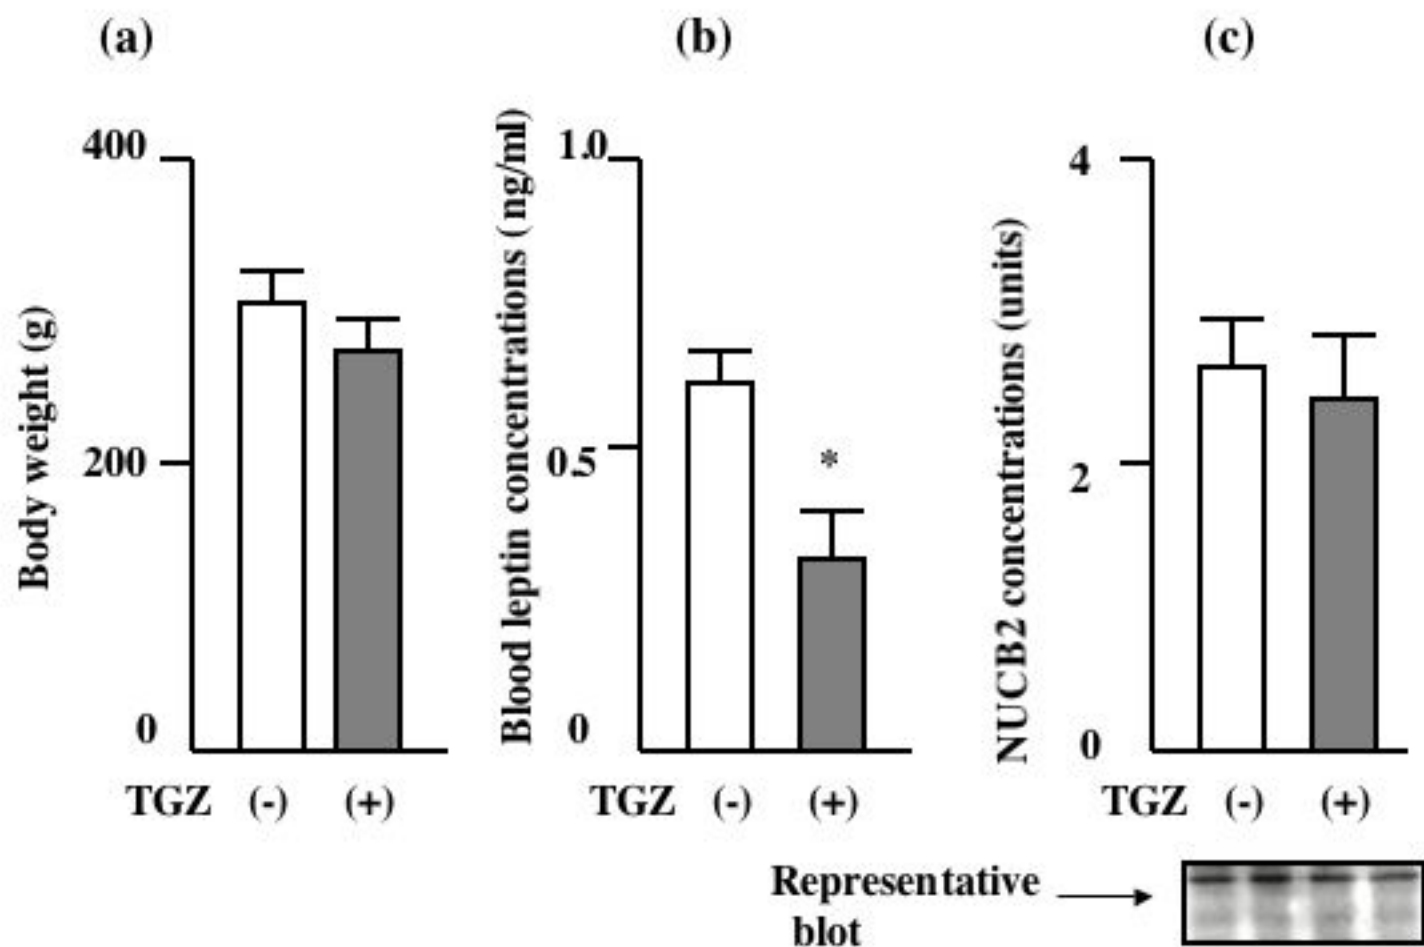 (a)
400
200
0
Body weight (g)
TGZ (-) (+)
(b)
1.0
0.5
0
Blood leptin concentrations (ng/ml)
*
TGZ (-) (+)
(c)
4
2
0
NUCB2 concentrations (units)
TGZ (-) (+)
Representative
blot